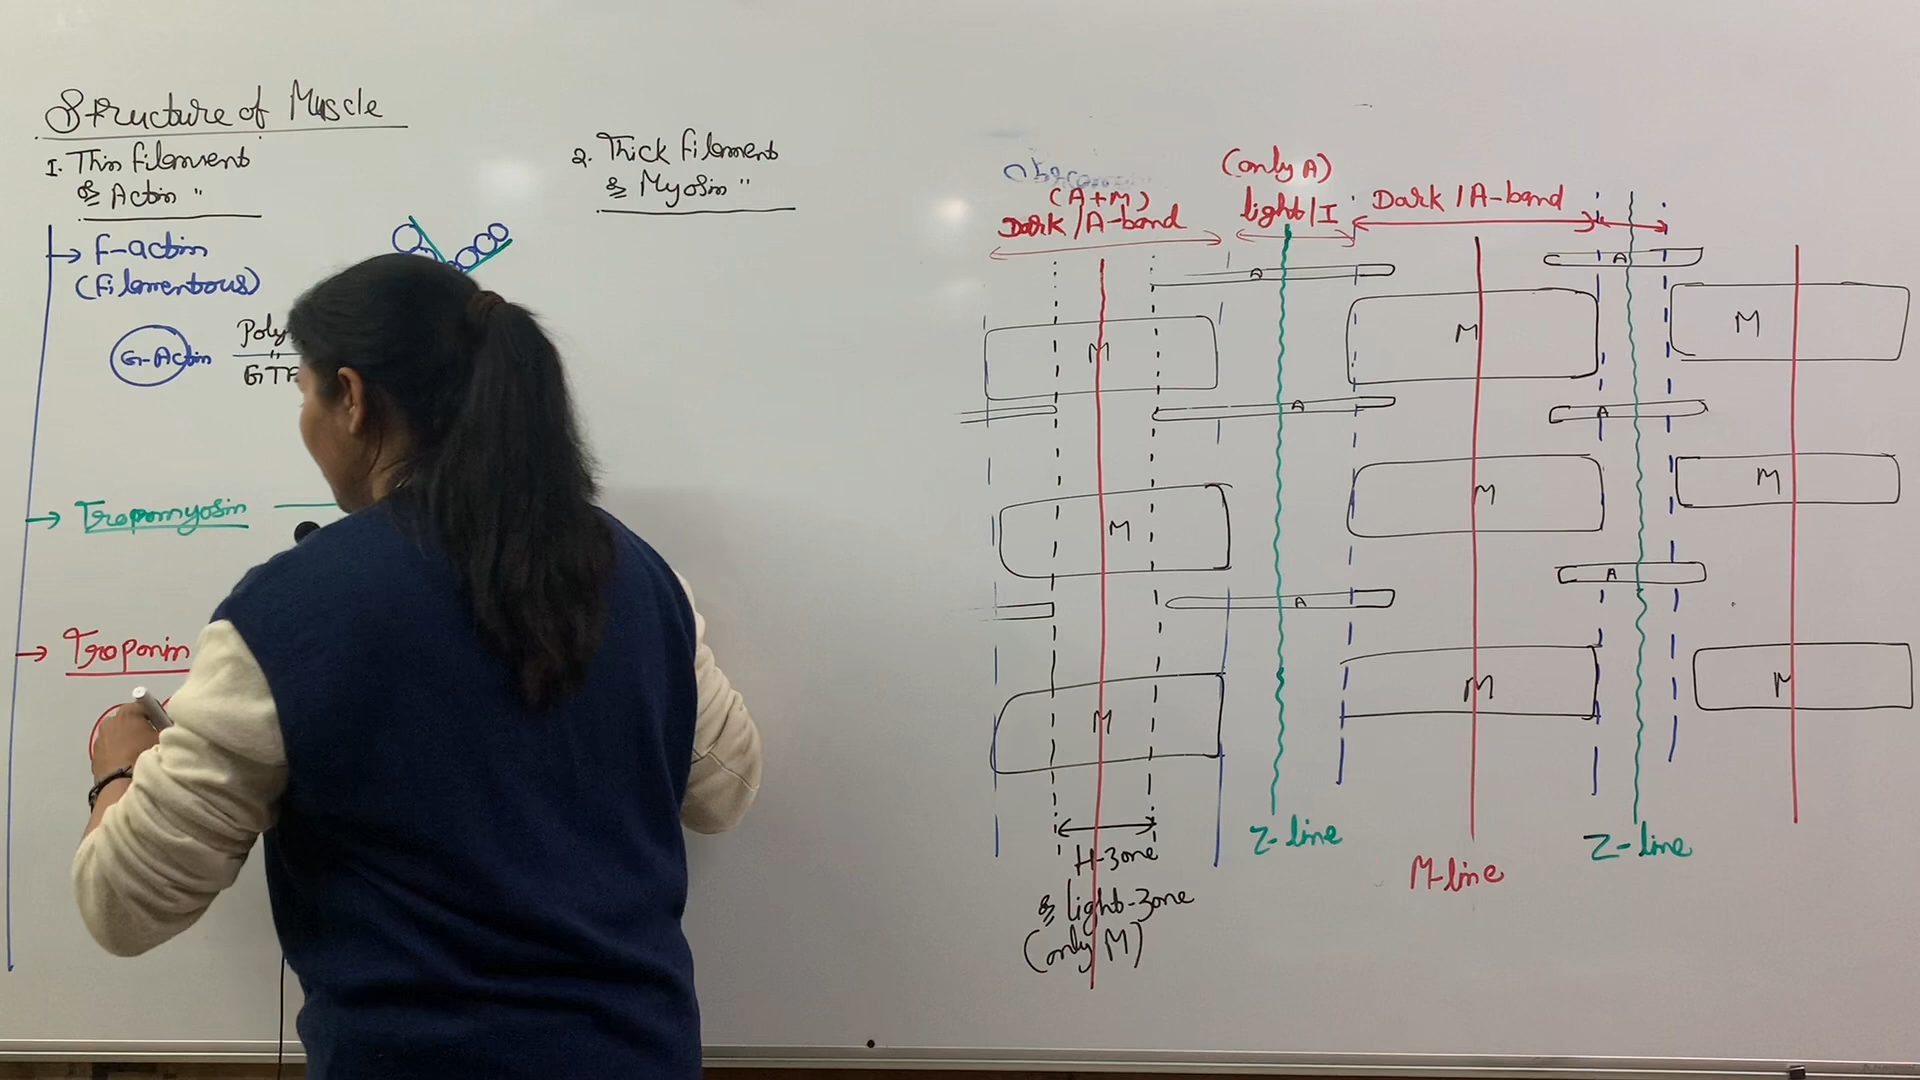 Structure of Muscle
1. Thin filament
& Actin "
→ F-actin
(Filamentous)
G-Actin
Poly
GTP
→ Tropomyosin
→ Troponin
2. Thick filament
& Myosin "
(A+M)
Dark/A-band
(only A)
light/I
Dark/A-band
A
A
M
M
M
M
A
A
A
M
M
M
M
A
A
M
M
Z-line
Z-line
H-zone
M-line
& light-zone
(only M)